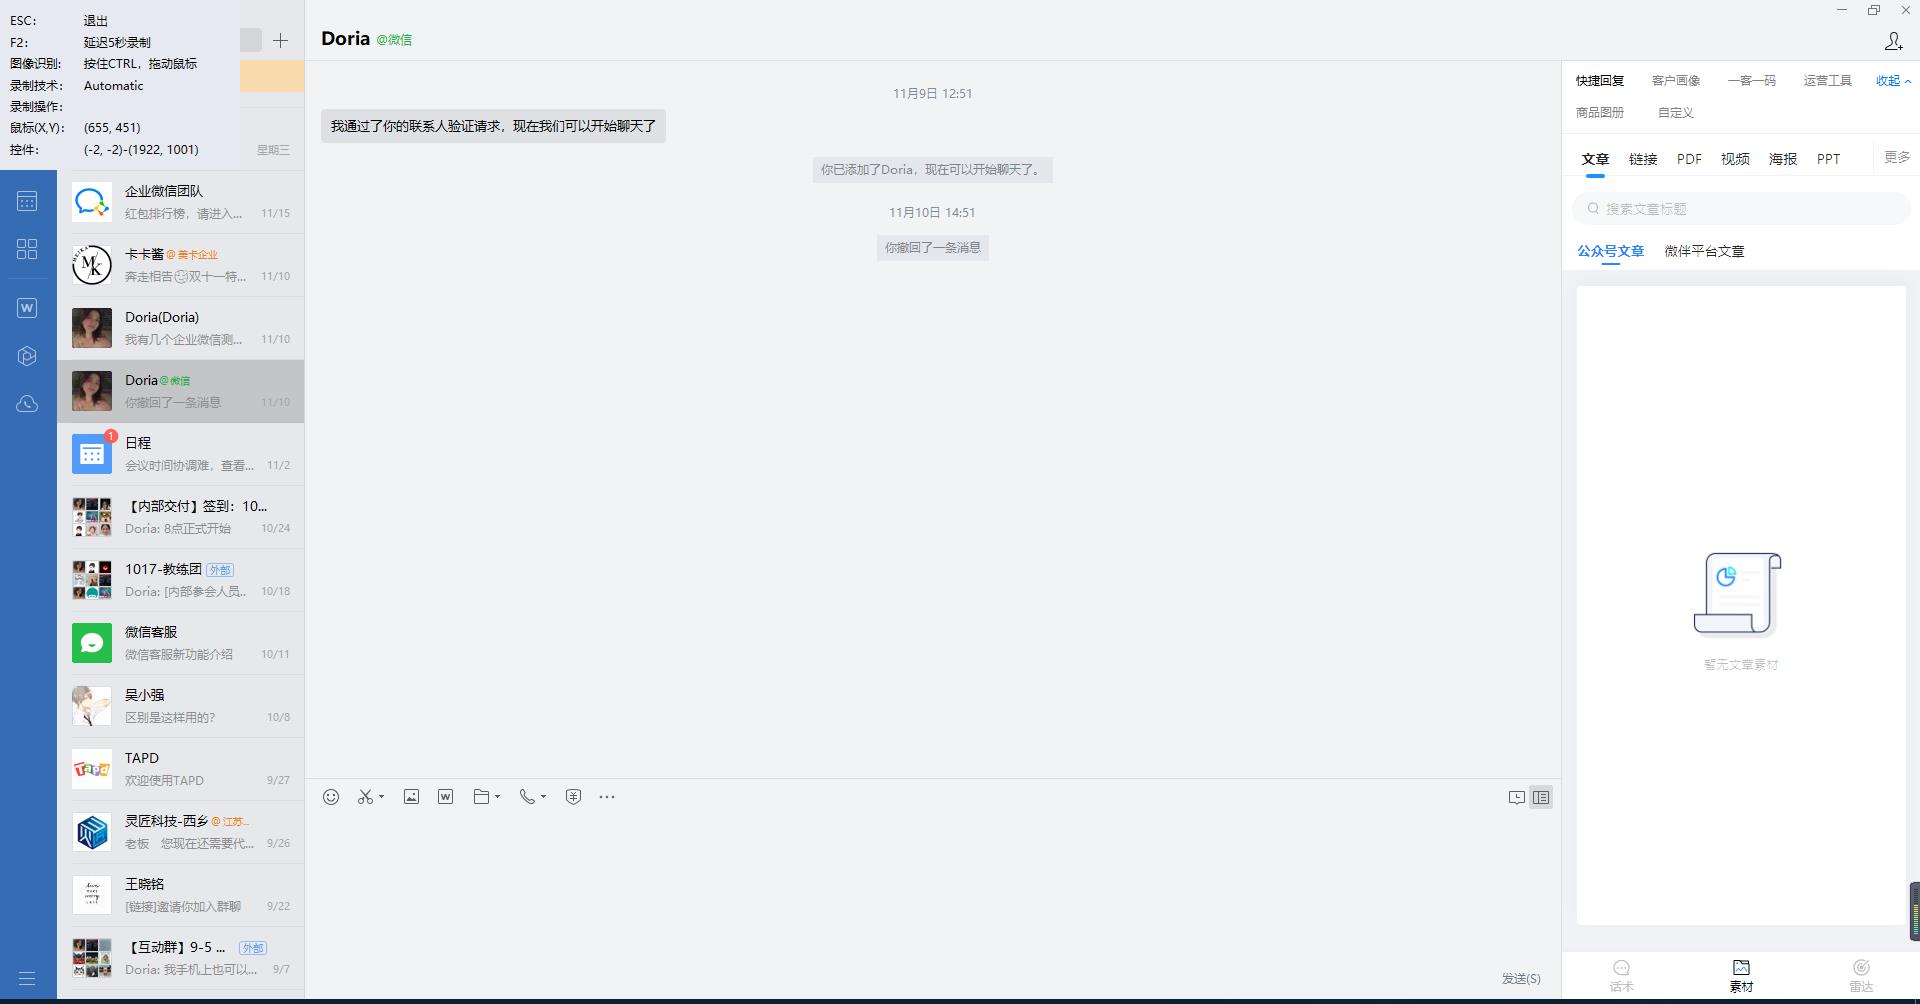 ESC: 退出
F2: 延迟5秒录制
图像识别: 按住CTRL，拖动鼠标
录制技术: Automatic
录制操作:
鼠标(X,Y): (655, 451)
控件: (-2, -2)-(1922, 1001)
星期三
企业微信团队
红包排行榜，请进入... 11/15
卡卡酱 @美卡企业
奔走相告 双十一特... 11/10
Doria(Doria)
我有几个企业微信测... 11/10
Doria@微信
你撤回了一条消息 11/10
1
日程
会议时间协调难，查看... 11/2
【内部交付】签到：10...
Doria: 8点正式开始 10/24
1017-教练团 外部
Doria: [内部参会人员.. 10/18
微信客服
微信客服新功能介绍 10/11
吴小强
区别是这样用的？ 10/8
TAPD
欢迎使用TAPD 9/27
灵匠科技-西乡 @江苏...
老板 您现在还需要代... 9/26
王晓铭
[链接]邀请你加入群聊 9/22
【互动群】9-5 ... 外部
Doria: 我手机上也可以... 9/7
Doria @微信
11月9日 12:51
我通过了你的联系人验证请求，现在我们可以开始聊天了
你已添加了Doria，现在可以开始聊天了。
11月10日 14:51
你撤回了一条消息
发送(S)
快捷回复 客户画像 一客一码 运营工具 收起
商品图册 自定义
文章 链接 PDF 视频 海报 PPT 更多
搜索文章标题
公众号文章 微伴平台文章
暂无文章素材
话术 素材 雷达